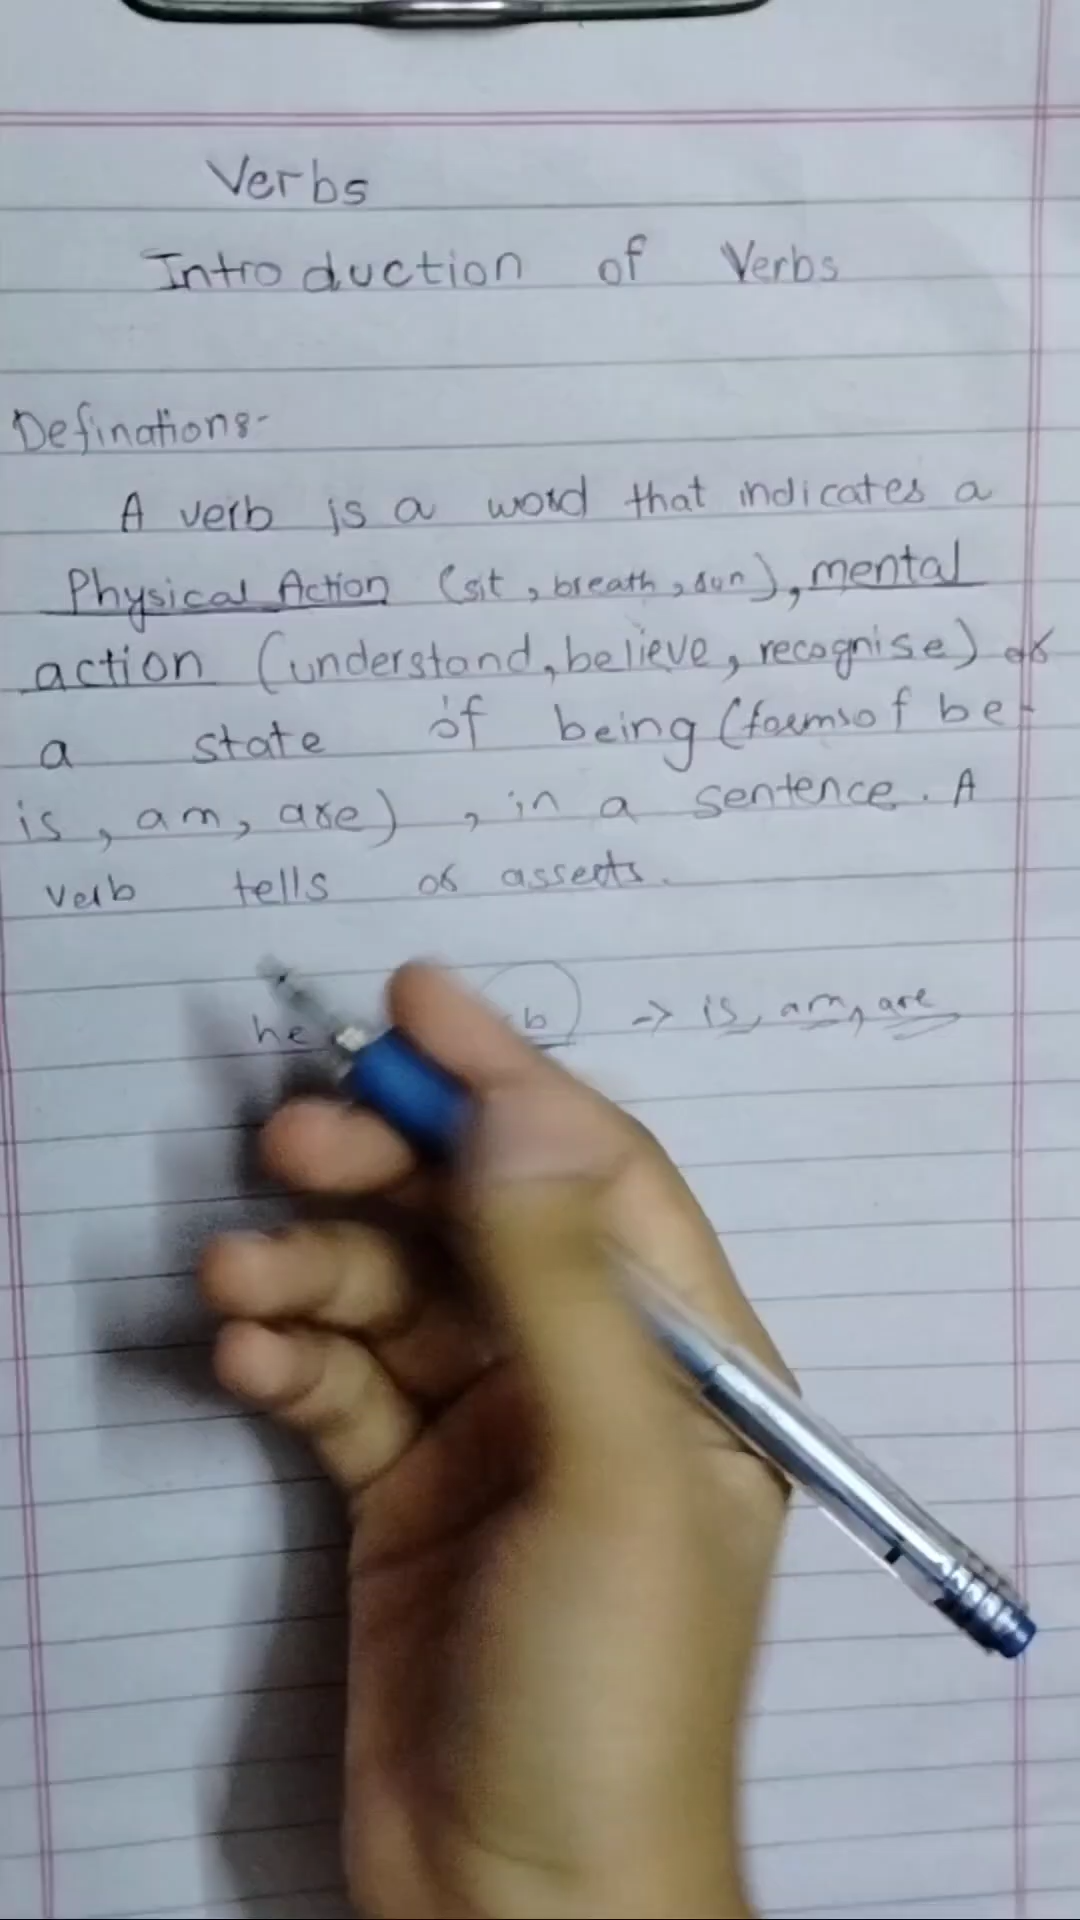 Verbs
Introduction of Verbs
Definations-
A verb is a word that indicates a
Physical Action (sit, breath, run), mental
action (understand, believe, recognise) or
a state of being (forms of be -
is, am, are), in a sentence. A
verb tells or asserts.
he b -> is, am, are